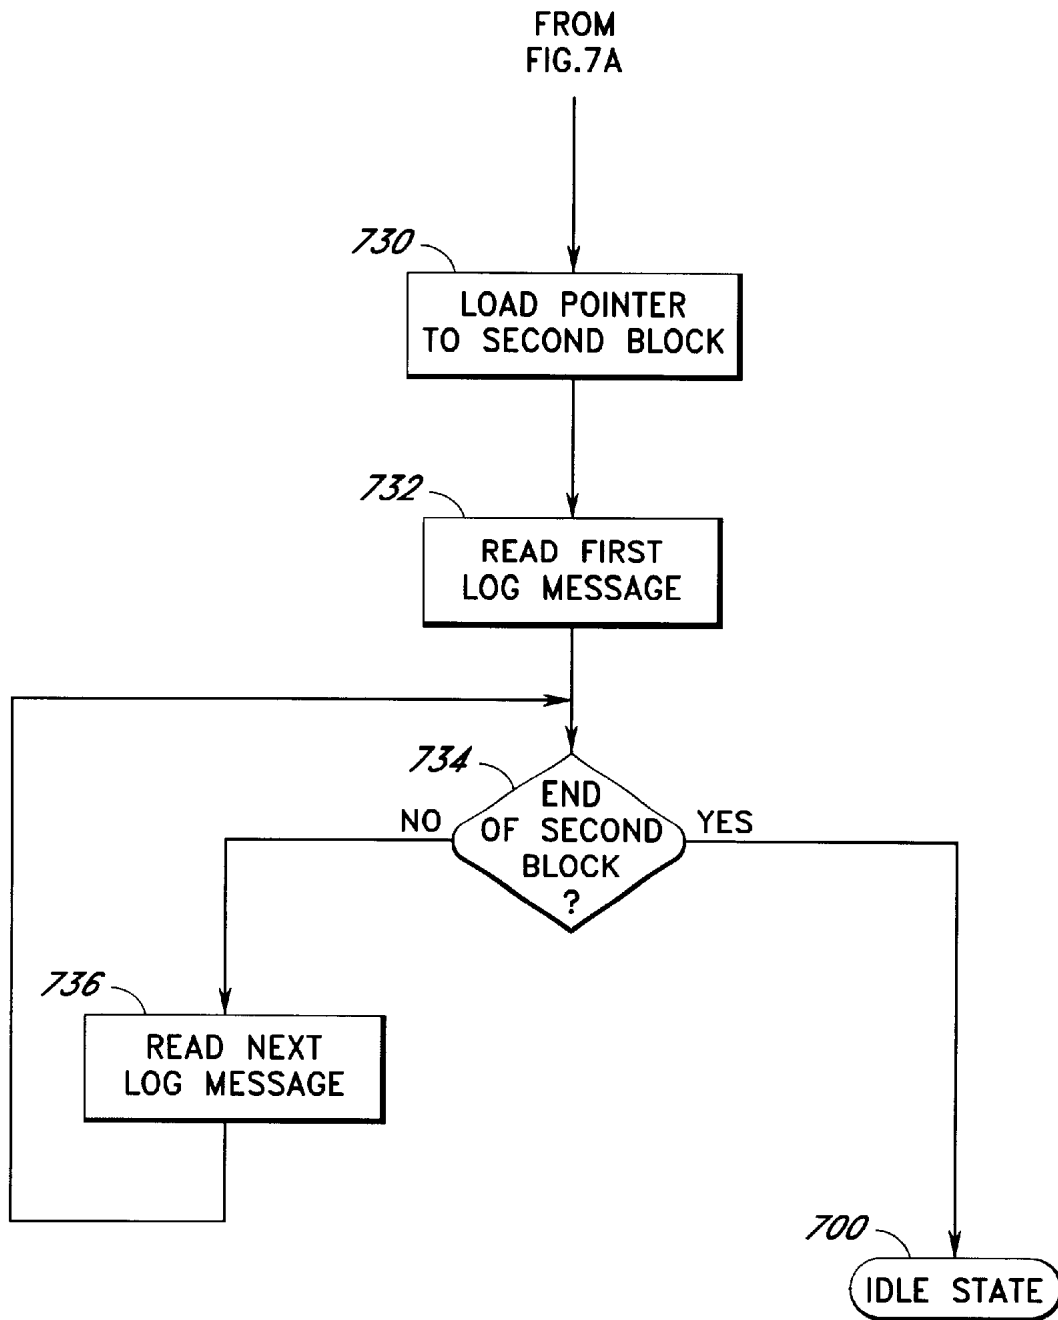 FROM
FIG.7A
730
LOAD POINTER
TO SECOND BLOCK
732
READ FIRST
LOG MESSAGE
734
END
OF SECOND
BLOCK
?
NO
YES
736
READ NEXT
LOG MESSAGE
700
IDLE STATE